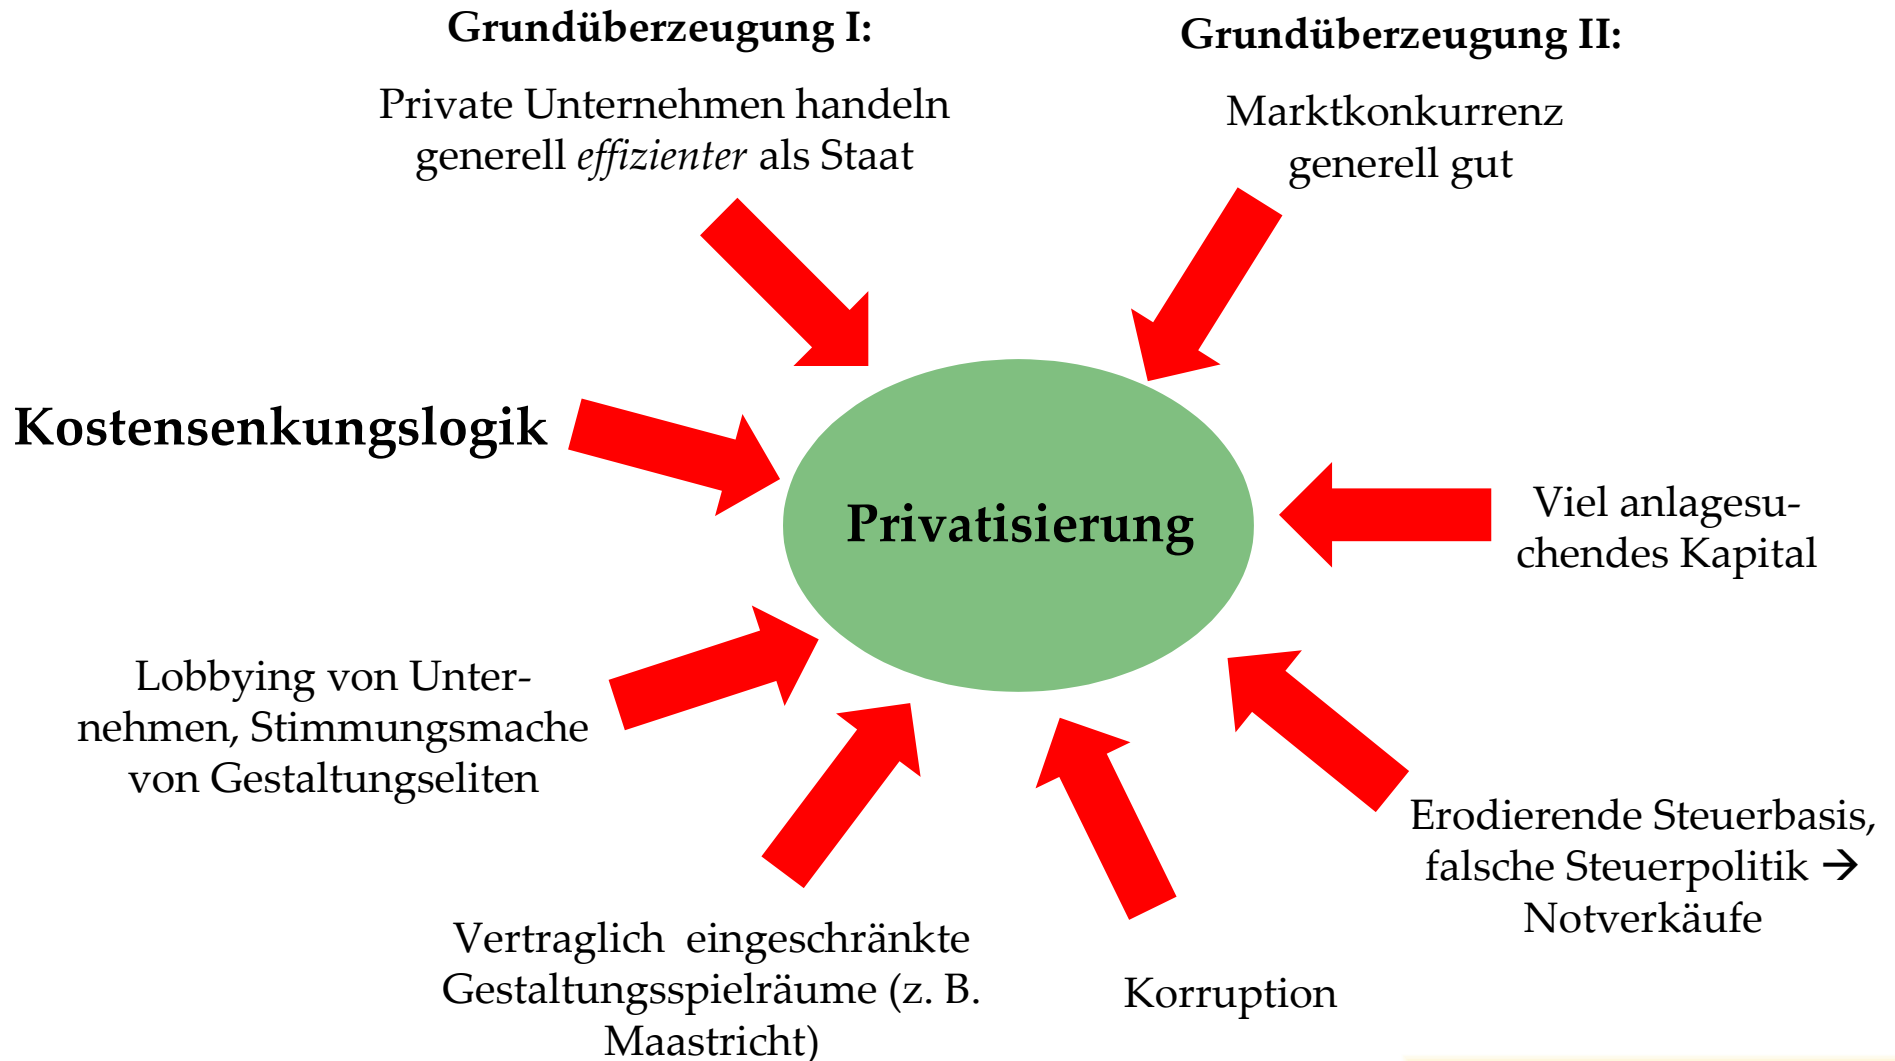 Grundüberzeugung I:
Private Unternehmen handeln
generell effizienter als Staat
Grundüberzeugung II:
Marktkonkurrenz
generell gut
Kostensenkungslogik
Privatisierung
Viel anlagesu-
chendes Kapital
Lobbying von Unter-
nehmen, Stimmungsmache
von Gestaltungseliten
Erodierende Steuerbasis,
falsche Steuerpolitik →
Notverkäufe
Vertraglich eingeschränkte
Gestaltungsspielräume (z. B.
Maastricht)
Korruption